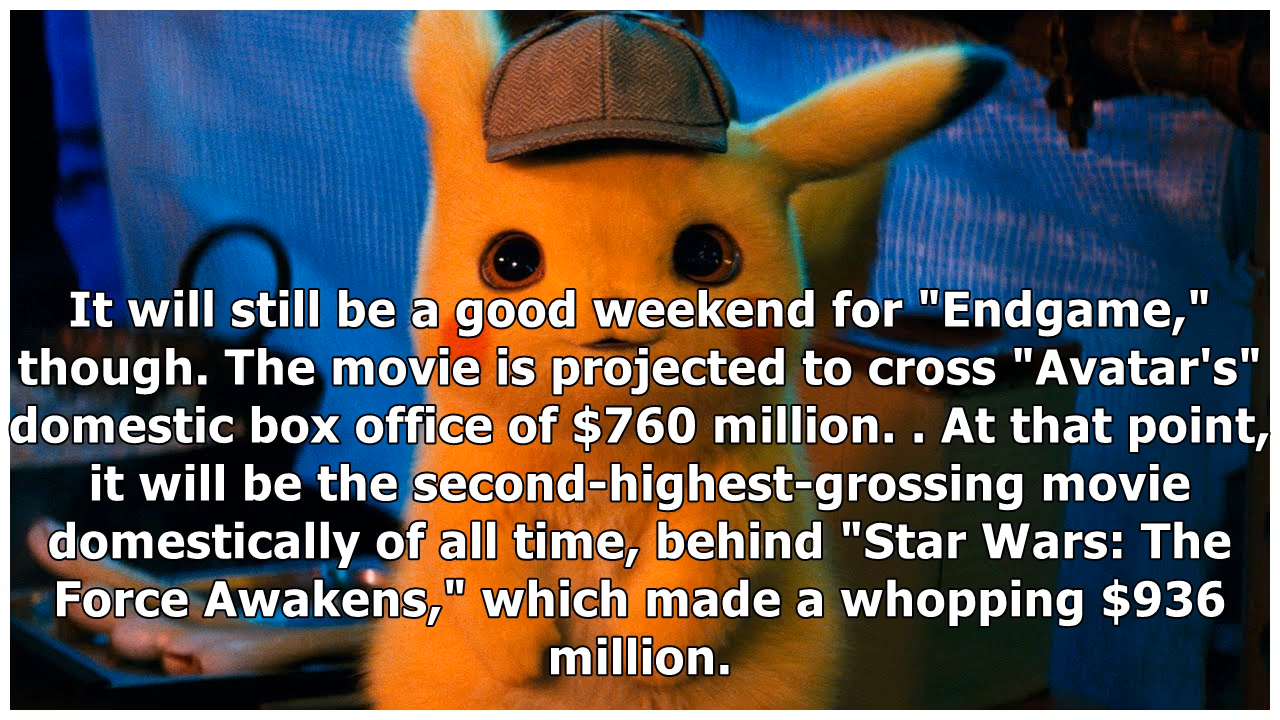 It will still be a good weekend for "Endgame,"
though. The movie is projected to cross "Avatar's"
domestic box office of $760 million. . At that point,
it will be the second-highest-grossing movie
domestically of all time, behind "Star Wars: The
Force Awakens," which made a whopping $936
million.